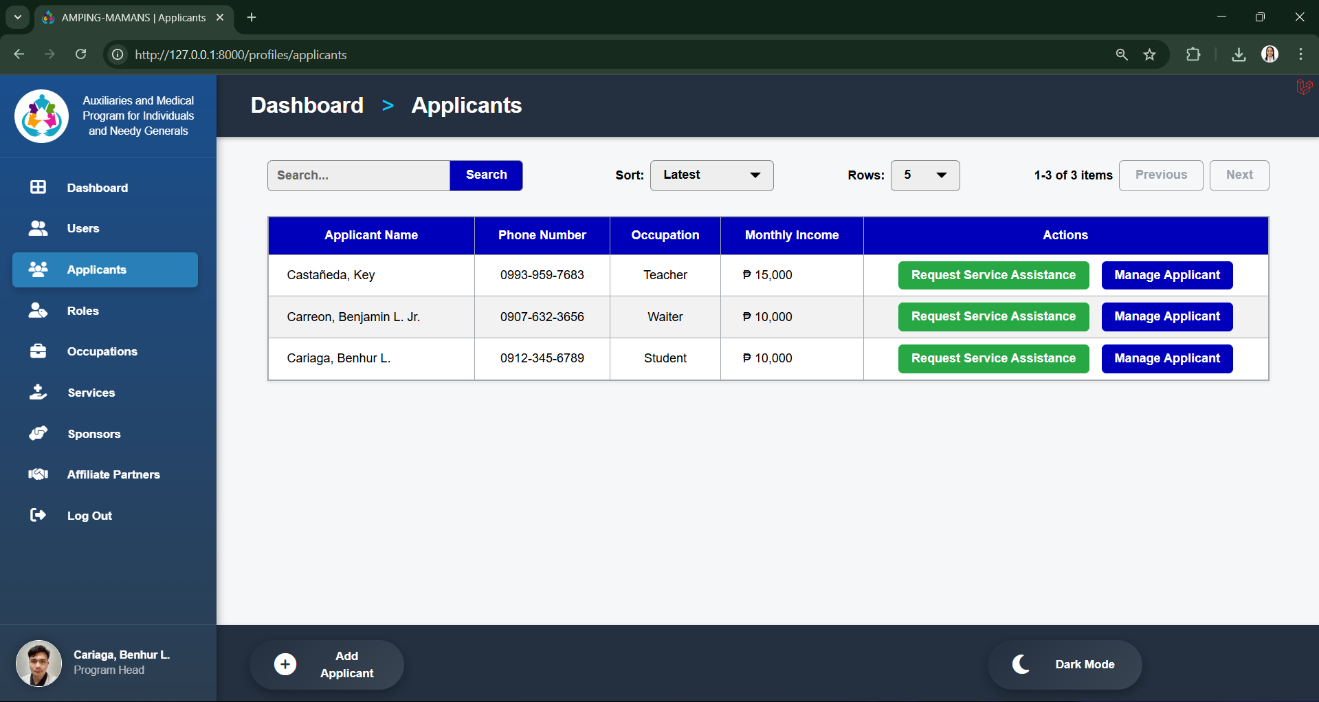 AMPING-MAMANS | Applicants
http://127.0.0.1:8000/profiles/applicants
Auxiliaries and Medical
Program for Individuals
and Needy Generals
Dashboard > Applicants
Dashboard
Users
Applicants
Roles
Occupations
Services
Sponsors
Affiliate Partners
Log Out
Search... Search Sort: Latest Rows: 5 1-3 of 3 items Previous Next
Applicant Name Phone Number Occupation Monthly Income Actions
Castañeda, Key 0993-959-7683 Teacher ₱ 15,000 Request Service Assistance Manage Applicant
Carreon, Benjamin L. Jr. 0907-632-3656 Waiter ₱ 10,000 Request Service Assistance Manage Applicant
Cariaga, Benhur L. 0912-345-6789 Student ₱ 10,000 Request Service Assistance Manage Applicant
Cariaga, Benhur L.
Program Head
Add
Applicant
Dark Mode